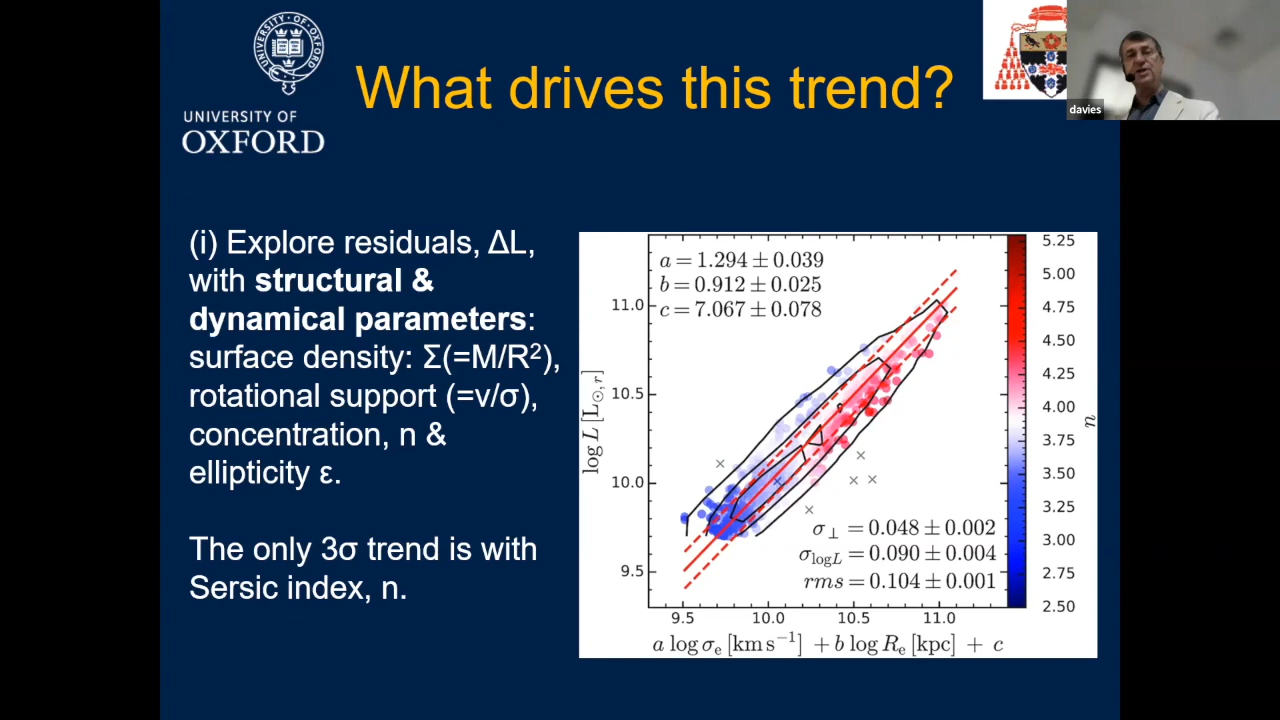 UNIVERSITY OF OXFORD
UNIVERSITY OF
OXFORD
What drives this trend?
davies
(i) Explore residuals, ΔL,
with structural &
dynamical parameters:
surface density: Σ(=M/R²),
rotational support (=v/σ),
concentration, n &
ellipticity ε.
The only 3σ trend is with
Sersic index, n.
a = 1.294 ± 0.039
b = 0.912 ± 0.025
c = 7.067 ± 0.078
log L [L⊙,r]
11.0
10.5
10.0
9.5
σ⊥ = 0.048 ± 0.002
σlogL = 0.090 ± 0.004
rms = 0.104 ± 0.001
9.5 10.0 10.5 11.0
a log σe [km s⁻¹] + b log Re [kpc] + c
5.25
5.00
4.75
4.50
4.25
4.00
3.75
3.50
3.25
3.00
2.75
2.50
n